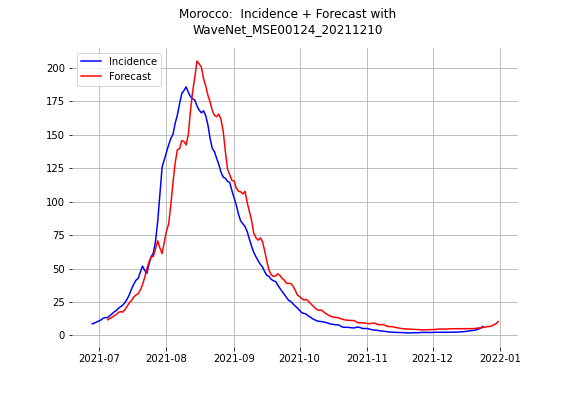 Morocco:  Incidence + Forecast with
WaveNet_MSE00124_20211210
Incidence
Forecast
200
175
150
125
100
75
50
25
0
2021-07 2021-08 2021-09 2021-10 2021-11 2021-12 2022-01